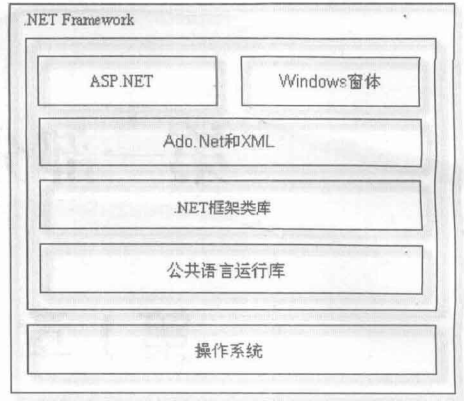 .NET Framework
ASP.NET
Windows窗体
Ado.Net和XML
.NET框架类库
公共语言运行库
操作系统